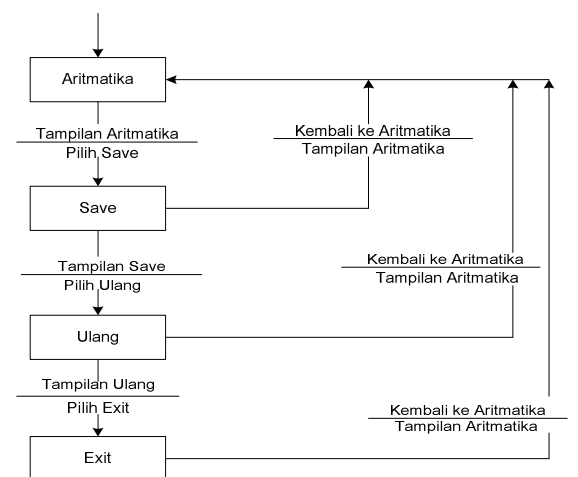 Aritmatika
Tampilan Aritmatika
Pilih Save
Kembali ke Aritmatika
Tampilan Aritmatika
Save
Tampilan Save
Pilih Ulang
Kembali ke Aritmatika
Tampilan Aritmatika
Ulang
Tampilan Ulang
Pilih Exit
Kembali ke Aritmatika
Tampilan Aritmatika
Exit